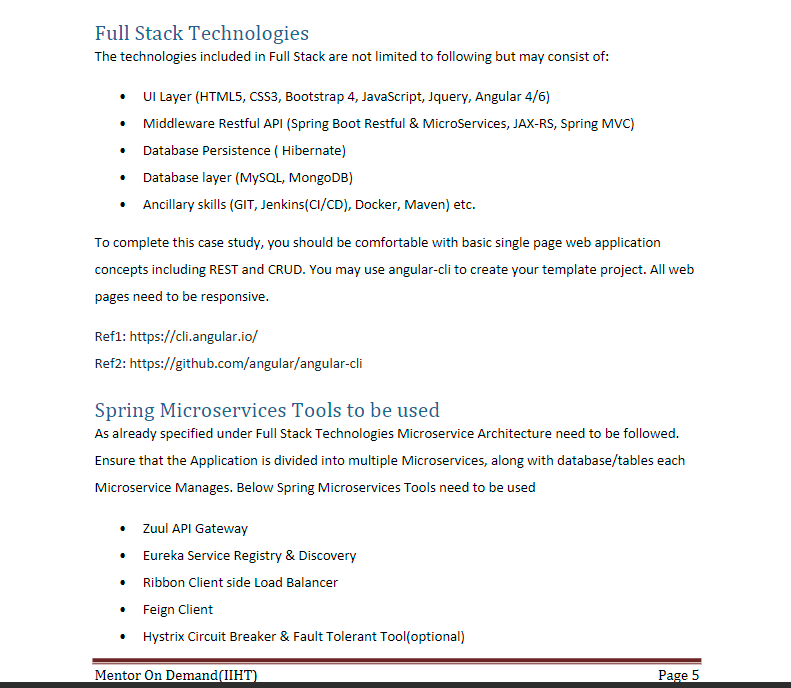 Full Stack Technologies
The technologies included in Full Stack are not limited to following but may consist of:
• UI Layer (HTML5, CSS3, Bootstrap 4, JavaScript, Jquery, Angular 4/6)
• Middleware Restful API (Spring Boot Restful & MicroServices, JAX-RS, Spring MVC)
• Database Persistence ( Hibernate)
• Database layer (MySQL, MongoDB)
• Ancillary skills (GIT, Jenkins(CI/CD), Docker, Maven) etc.
To complete this case study, you should be comfortable with basic single page web application
concepts including REST and CRUD. You may use angular-cli to create your template project. All web
pages need to be responsive.
Ref1: https://cli.angular.io/
Ref2: https://github.com/angular/angular-cli
Spring Microservices Tools to be used
As already specified under Full Stack Technologies Microservice Architecture need to be followed.
Ensure that the Application is divided into multiple Microservices, along with database/tables each
Microservice Manages. Below Spring Microservices Tools need to be used
• Zuul API Gateway
• Eureka Service Registry & Discovery
• Ribbon Client side Load Balancer
• Feign Client
• Hystrix Circuit Breaker & Fault Tolerant Tool(optional)
Mentor On Demand(IIHT) Page 5